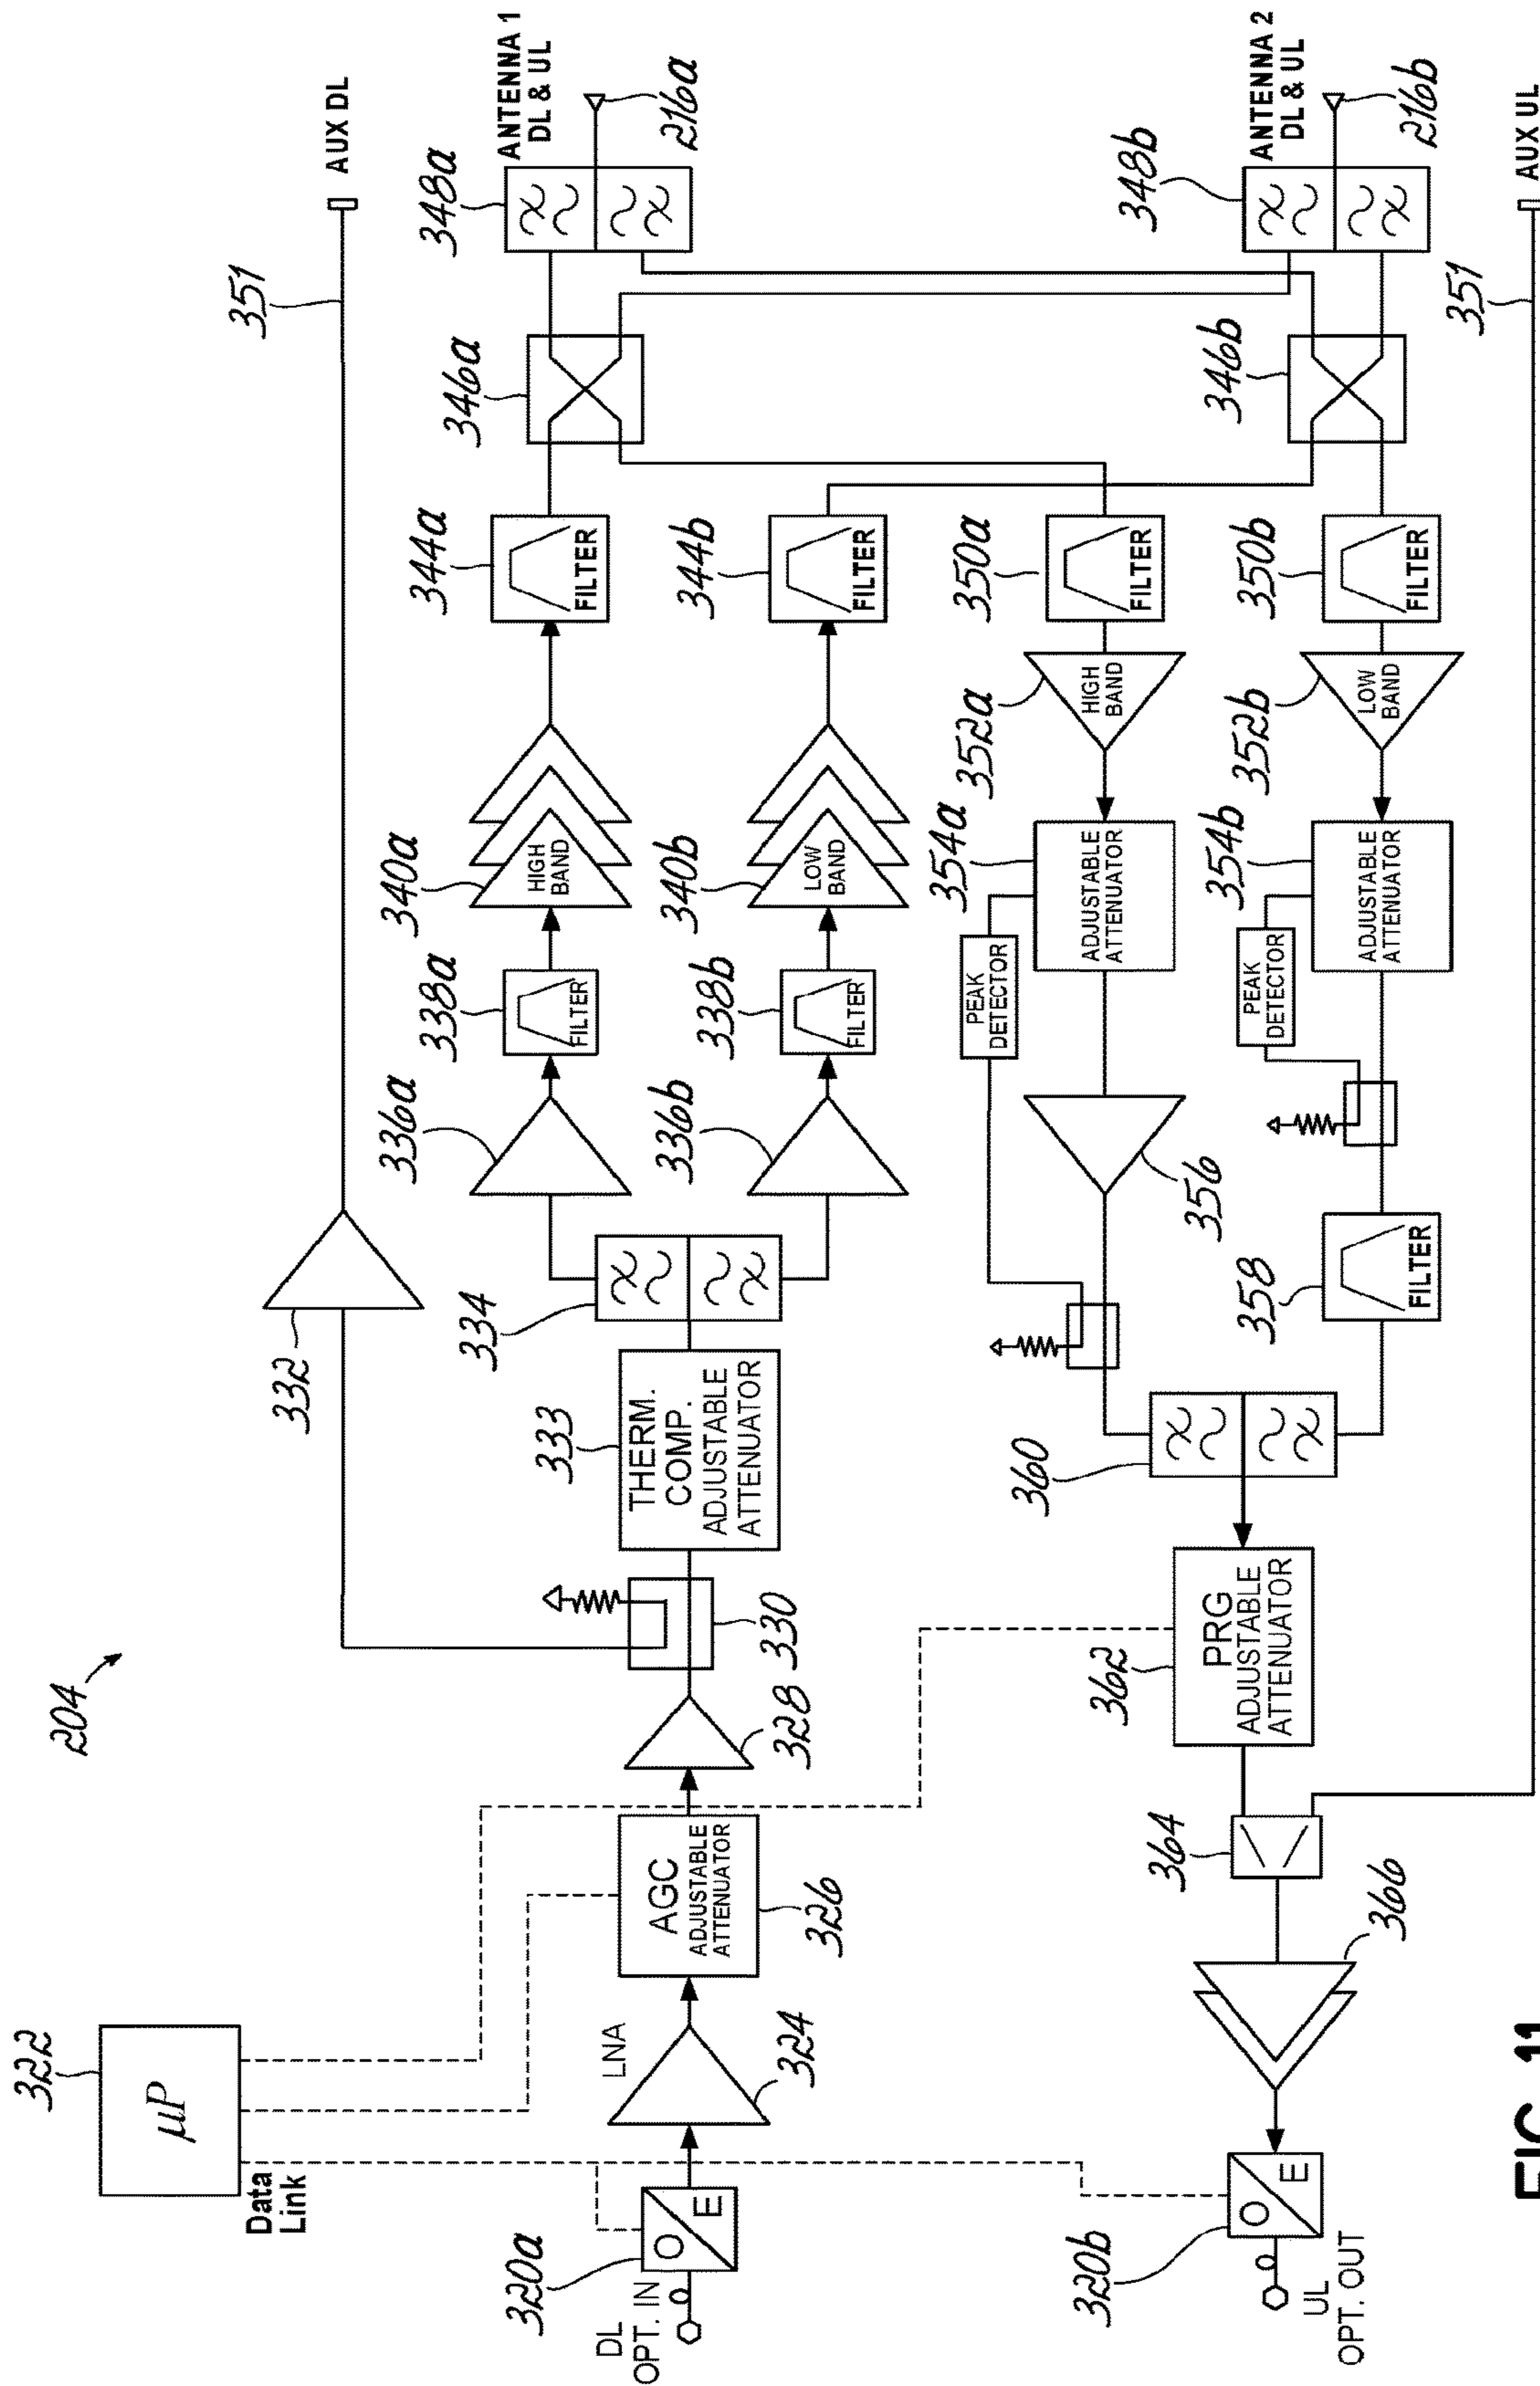 204
322
µP
Data
Link
332
351
AUX DL
DL
OPT. IN
320a
O
E
LNA
324
AGC
ADJUSTABLE
ATTENUATOR
326
328
330
THERM.
COMP.
ADJUSTABLE
ATTENUATOR
333
334
336a
338a
FILTER
340a
HIGH
BAND
344a
FILTER
346a
348a
ANTENNA 1
DL & UL
216a
336b
338b
FILTER
340b
LOW
BAND
344b
FILTER
350a
FILTER
352a
HIGH
BAND
354a
ADJUSTABLE
ATTENUATOR
PEAK
DETECTOR
356
346b
348b
ANTENNA 2
DL & UL
216b
350b
FILTER
352b
LOW
BAND
354b
ADJUSTABLE
ATTENUATOR
PEAK
DETECTOR
358
FILTER
360
362
PRG
ADJUSTABLE
ATTENUATOR
364
366
320b
O
E
UL
OPT. OUT
351
AUX UL
FIG. 11